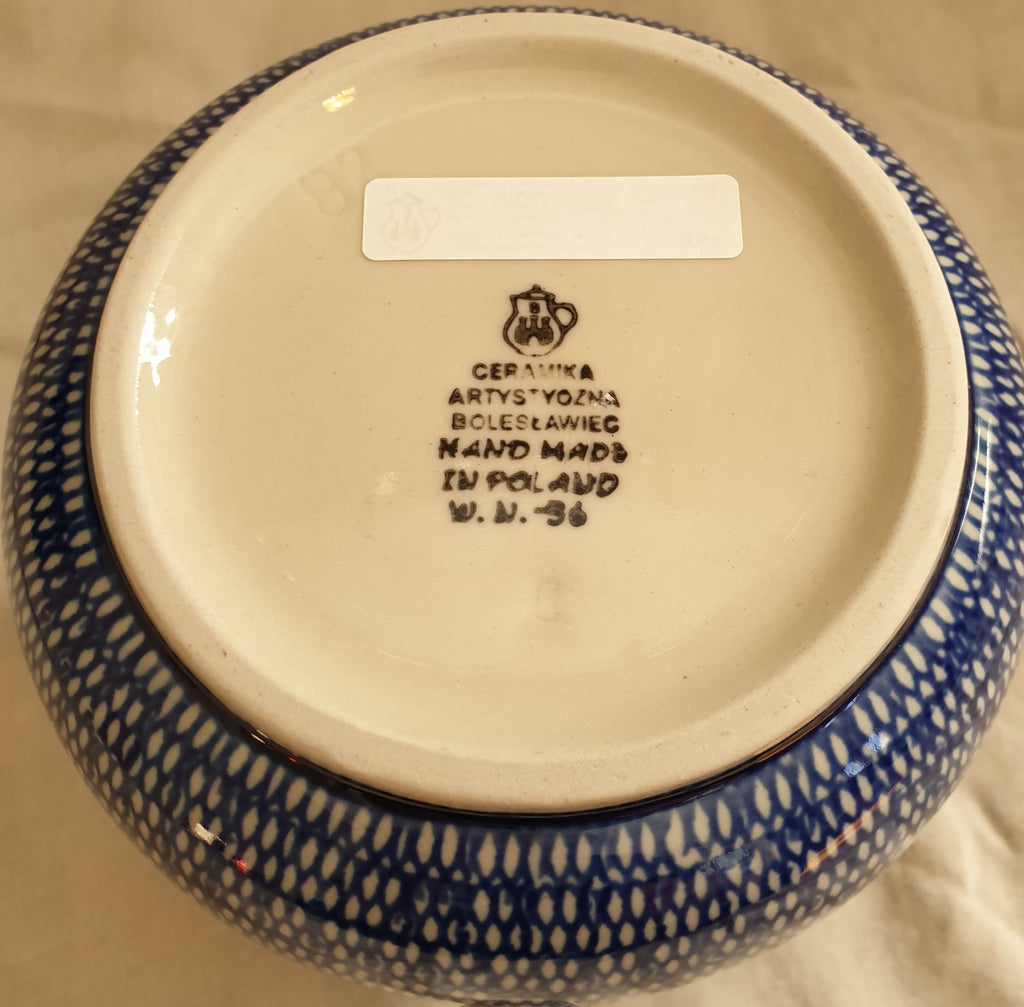 B
CERAMIKA
ARTYSTYCZNA
BOLESŁAWIEC
HAND MADE
IN POLAND
W. N. -36